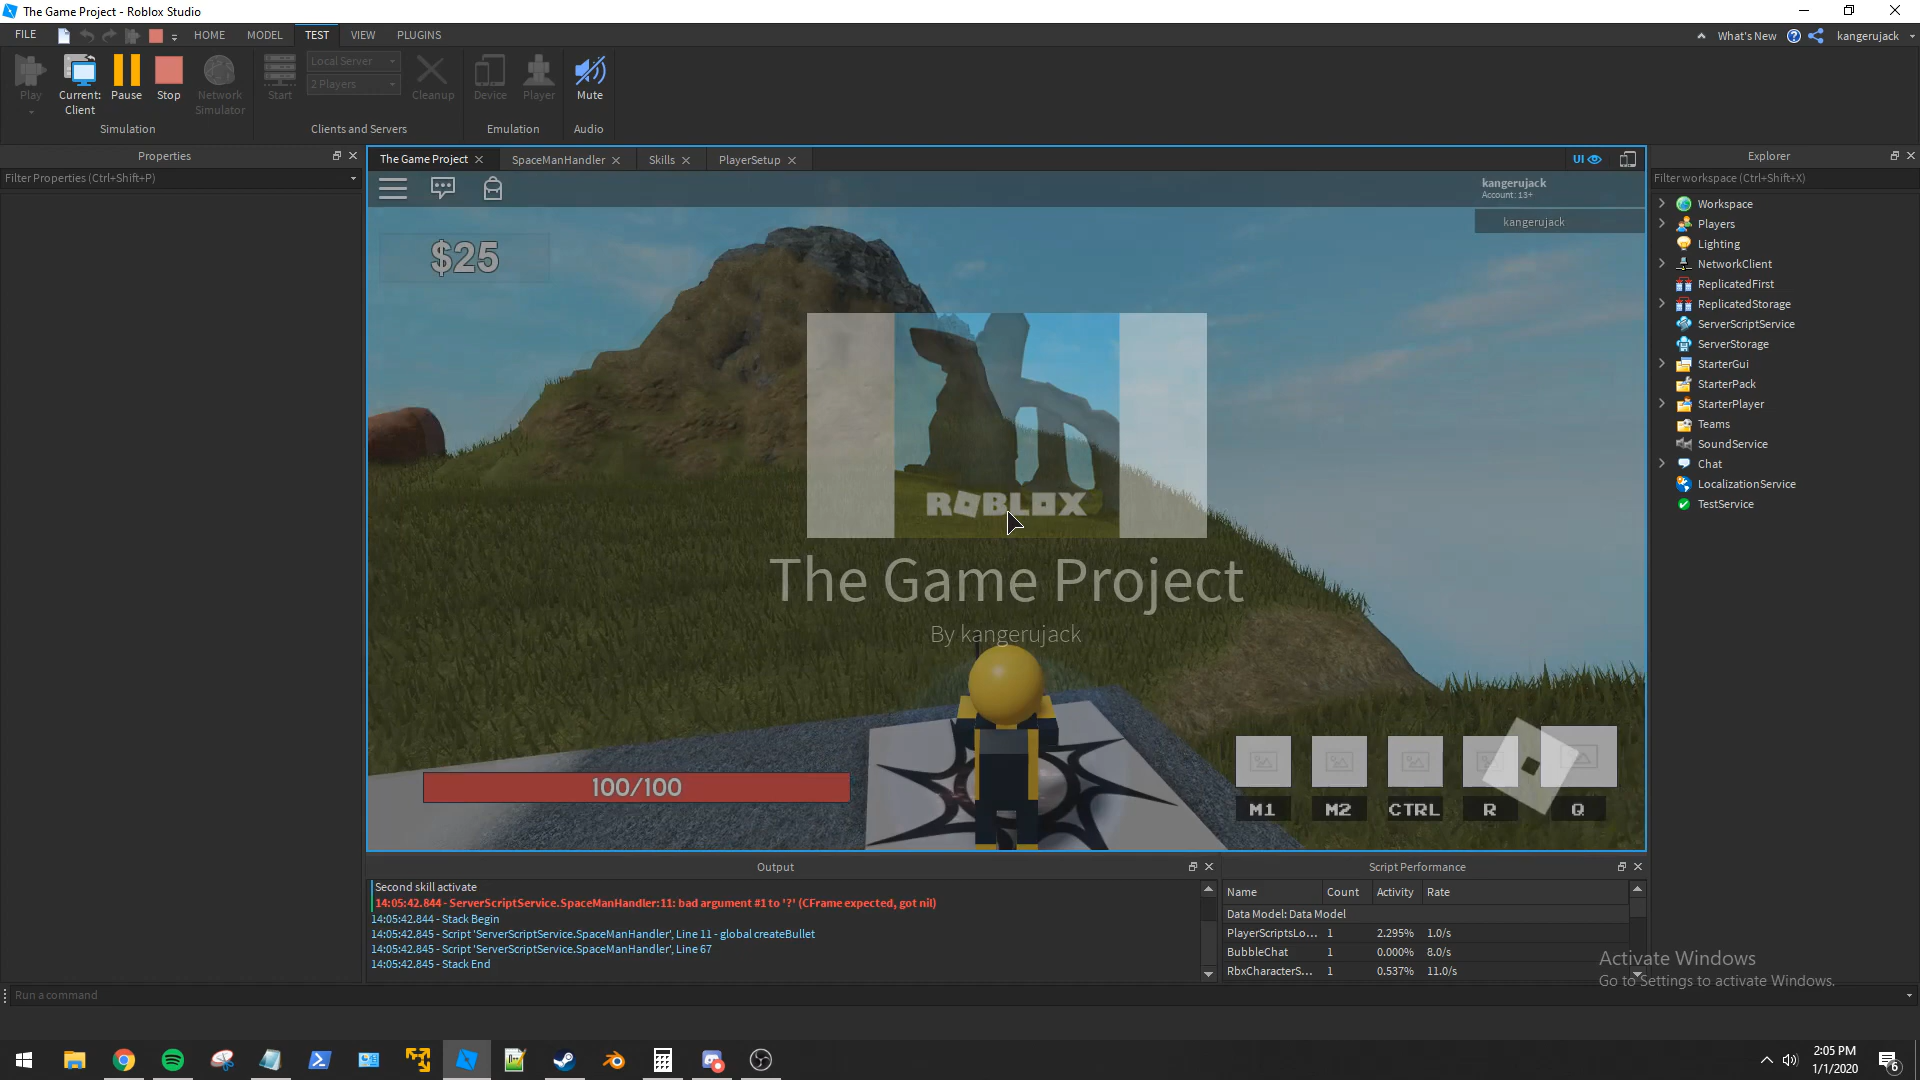 The Game Project - Roblox Studio
FILE
HOME
MODEL
TEST
VIEW
PLUGINS
What's New
kangerujack
Play
Current:
Client
Pause
Stop
Network
Simulator
Simulation
Start
Local Server
2 Players
Cleanup
Clients and Servers
Device
Player
Emulation
Mute
Audio
Properties
Filter Properties (Ctrl+Shift+P)
The Game Project
SpaceManHandler
Skills
PlayerSetup
UI
kangerujack
Account: 13+
kangerujack
$25
ROBLOX
The Game Project
By kangerujack
100/100
M1
M2
CTRL
R
Q
Explorer
Filter workspace (Ctrl+Shift+X)
Workspace
Players
Lighting
NetworkClient
ReplicatedFirst
ReplicatedStorage
ServerScriptService
ServerStorage
StarterGui
StarterPack
StarterPlayer
Teams
SoundService
Chat
LocalizationService
TestService
Output
Second skill activate
14:05:42.844 - ServerScriptService.SpaceManHandler:11: bad argument #1 to '?' (CFrame expected, got nil)
14:05:42.844 - Stack Begin
14:05:42.845 - Script 'ServerScriptService.SpaceManHandler', Line 11 - global createBullet
14:05:42.845 - Script 'ServerScriptService.SpaceManHandler', Line 67
14:05:42.845 - Stack End
Script Performance
Name Count Activity Rate
Data Model: Data Model
PlayerScriptsLo... 1 2.295% 1.0/s
BubbleChat 1 0.000% 8.0/s
RbxCharacterS... 1 0.537% 11.0/s
Activate Windows
Go to Settings to activate Windows.
Run a command
2:05 PM
1/1/2020
6